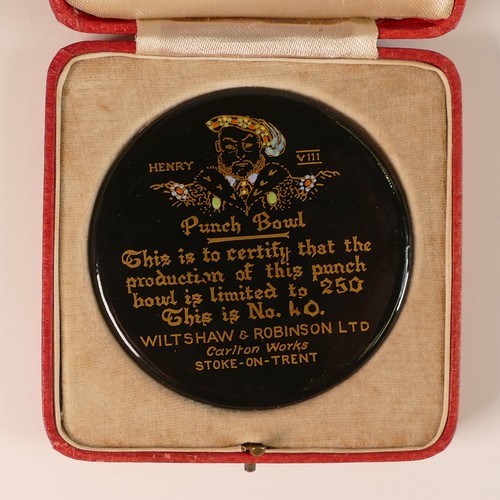 HENRY VIII
Punch Bowl
This is to certify that the
production of this punch
bowl is limited to 250
This is No. 40.
WILTSHAW & ROBINSON LTD
Carlton Works
STOKE-ON-TRENT